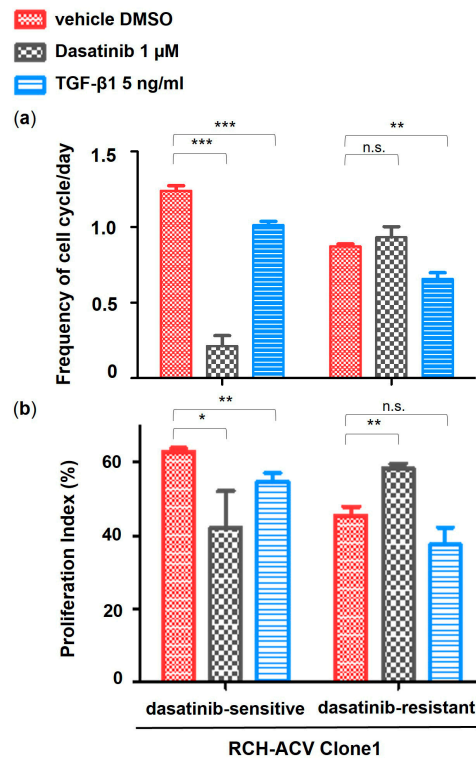 vehicle DMSO
Dasatinib 1 µM
TGF-β1 5 ng/ml
(a)
***
***
n.s.
**
Frequency of cell cycle/day
1.5
1.0
0.5
0
(b)
**
*
n.s.
**
Proliferation Index (%)
60
40
20
0
dasatinib-sensitive dasatinib-resistant
RCH-ACV Clone1